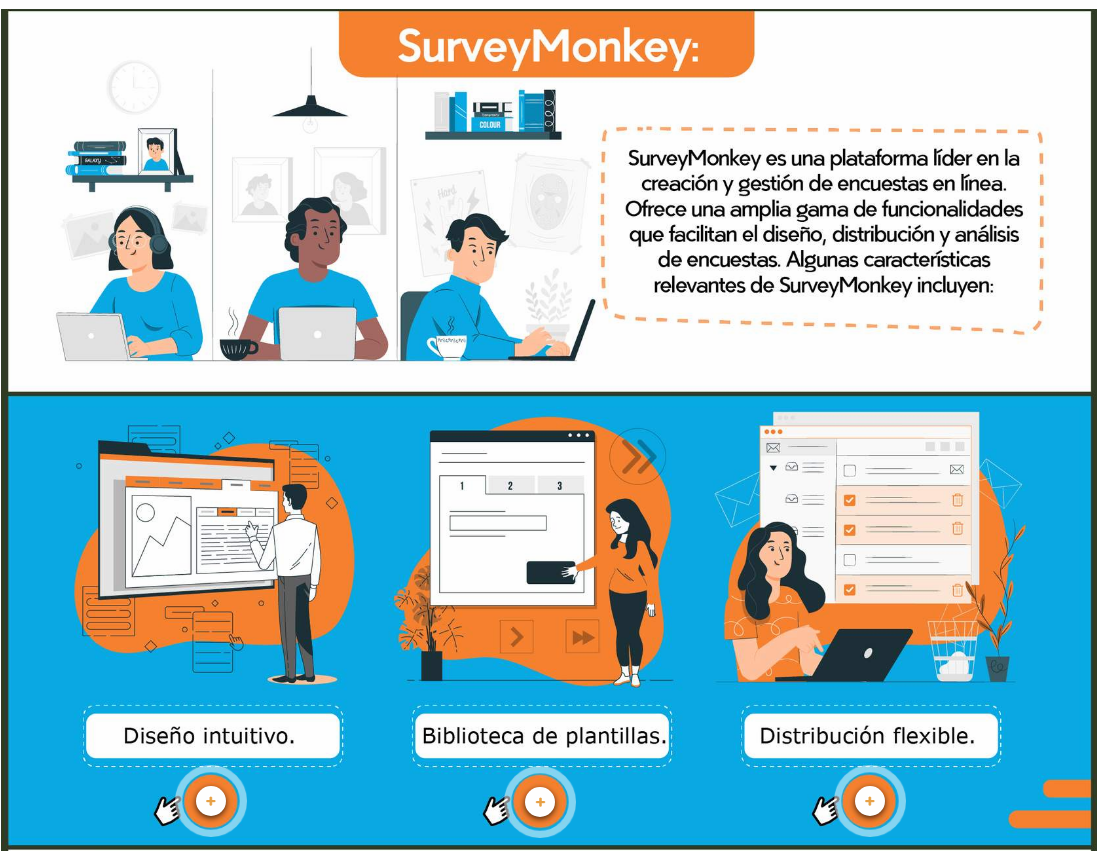 SurveyMonkey:
SurveyMonkey es una plataforma líder en la
creación y gestión de encuestas en línea.
Ofrece una amplia gama de funcionalidades
que facilitan el diseño, distribución y análisis
de encuestas. Algunas características
relevantes de SurveyMonkey incluyen:
GALAXY
COLOUR
Hard
1
2
3
Diseño intuitivo.
Biblioteca de plantillas.
Distribución flexible.